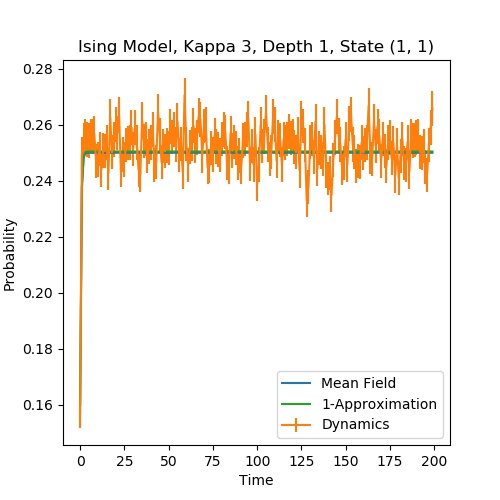 Ising Model, Kappa 3, Depth 1, State (1, 1)
0.28
0.26
0.24
0.22
0.20
0.18
0.16
Probability
Mean Field
1-Approximation
Dynamics
0 25 50 75 100 125 150 175 200
Time